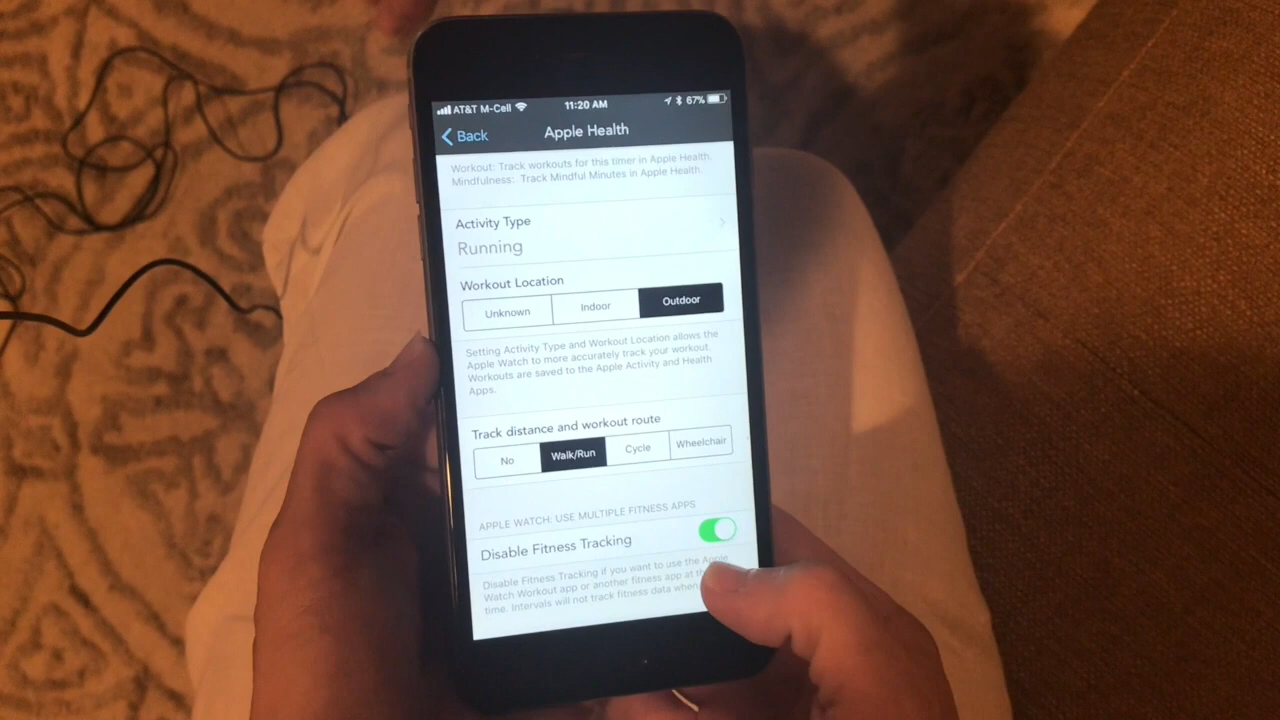 AT&T M-Cell 11:20 AM 67%
Back Apple Health
Workout: Track workouts for this timer in Apple Health.
Mindfulness: Track Mindful Minutes in Apple Health.
Activity Type
Running
Workout Location
Unknown Indoor Outdoor
Setting Activity Type and Workout Location allows the
Apple Watch to more accurately track your workout.
Workouts are saved to the Apple Activity and Health
Apps.
Track distance and workout route
No Walk/Run Cycle Wheelchair
APPLE WATCH: USE MULTIPLE FITNESS APPS
Disable Fitness Tracking
Disable Fitness Tracking if you want to use the Apple
Watch Workout app or another fitness app at
time. Intervals will not track fitness data when